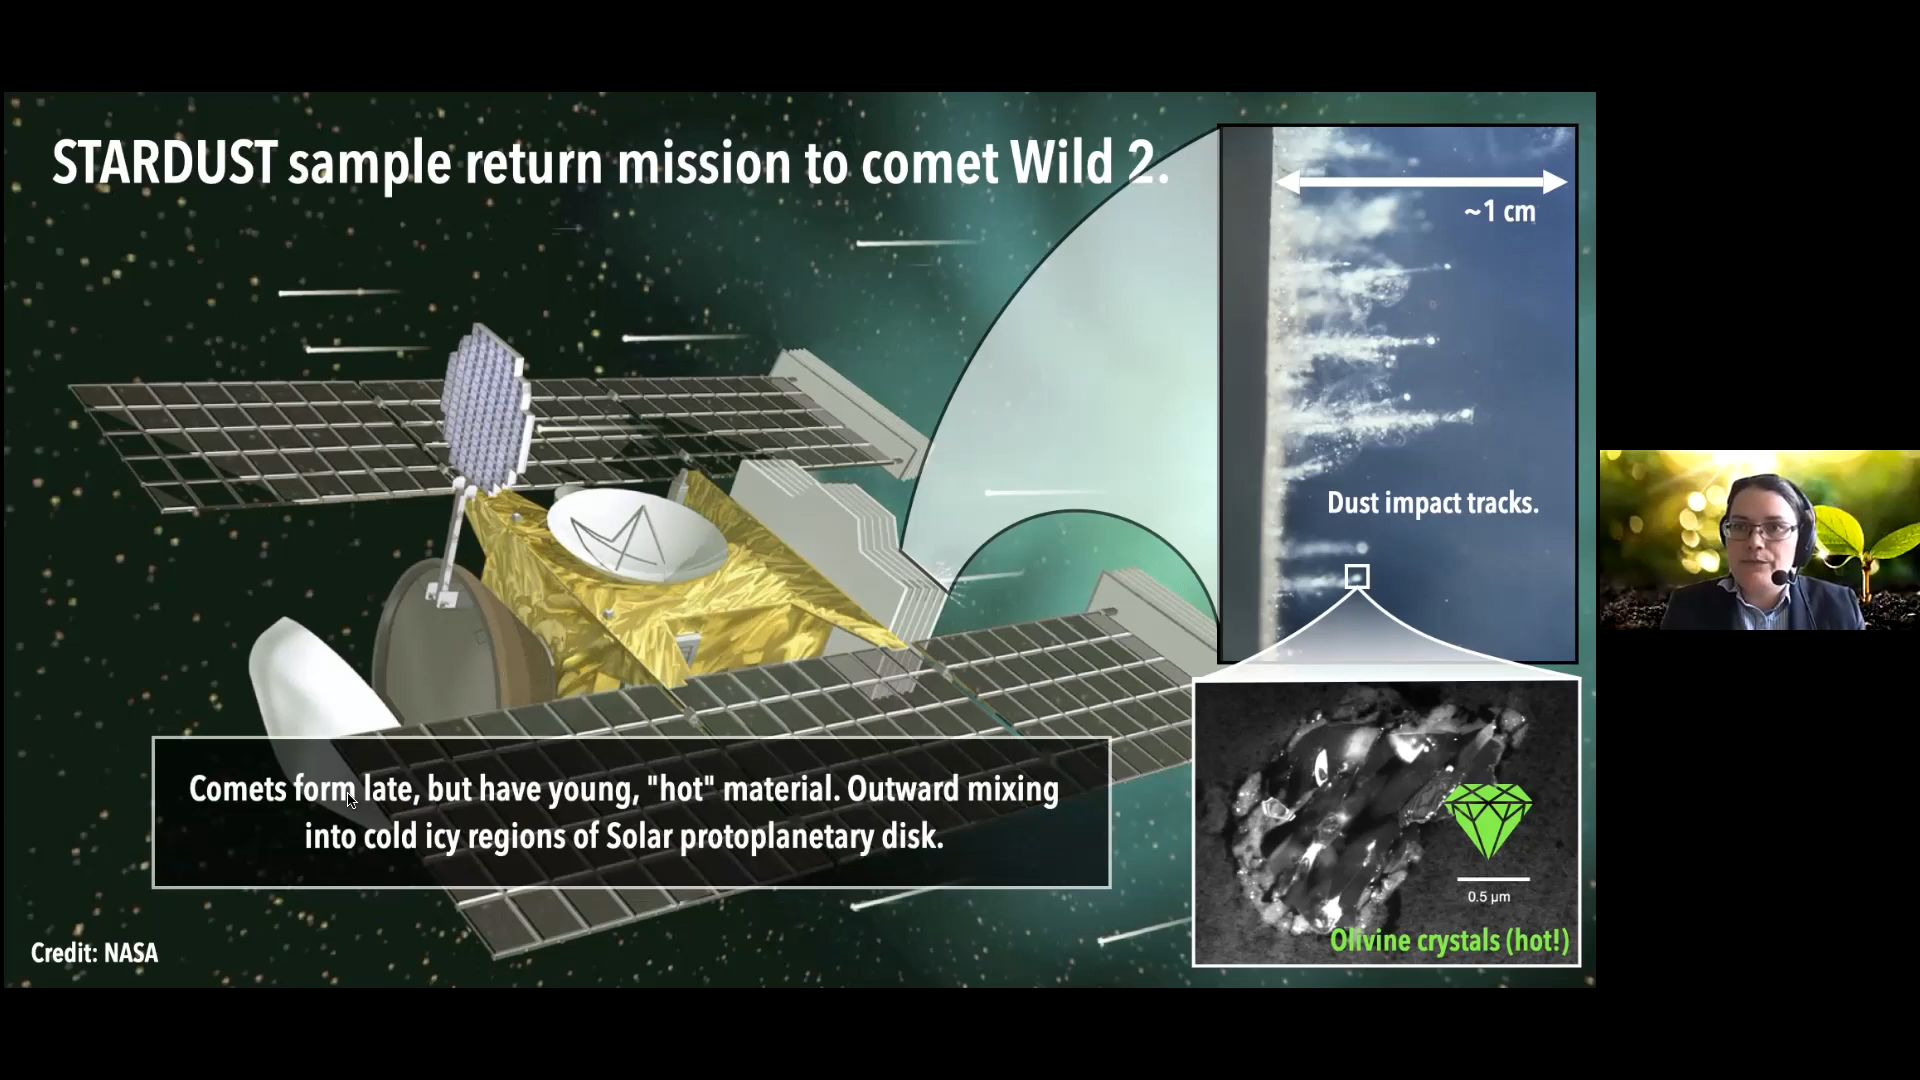 STARDUST sample return mission to comet Wild 2.
~1 cm
Dust impact tracks.
Comets form late, but have young, "hot" material. Outward mixing
into cold icy regions of Solar protoplanetary disk.
0.5 µm
Olivine crystals (hot!)
Credit: NASA